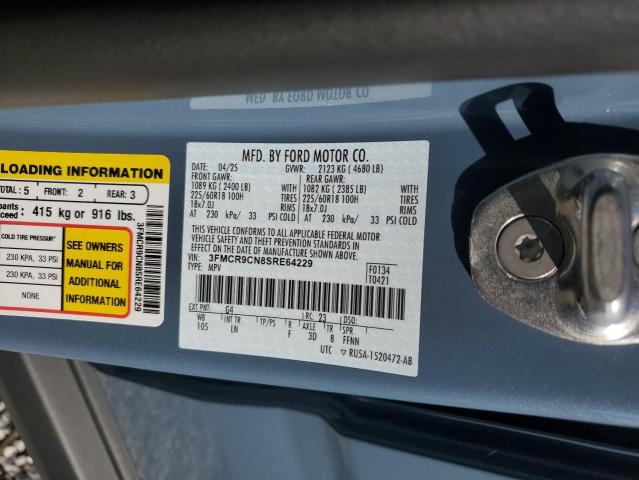 WFD. BY FORD MOTOR CO
LOADING INFORMATION
TOTAL: 5 FRONT: 2 REAR: 3
415 kg or 916 lbs.
COLD TIRE PRESSURE
230 KPA, 33 PSI
230 KPA, 33 PSI
NONE
SEE OWNERS
MANUAL FOR
ADDITIONAL
INFORMATION
3FMCR9CN8SRE64229
MFD. BY FORD MOTOR CO.
04/25 GVWR: 2123 KG ( 4680 LB)
FRONT GAWR: REAR GAWR:
1089 KG ( 2400 LB) 1082 KG ( 2385 LB)
225/60R18 100H TIRES 225/60R18 100H
18x7.0J RIMS 18x7.0J
AT 230 kPa/ 33 PSI COLD AT 230 kPa/ 33 PSI COLD
THIS VEHICLE CONFORMS TO ALL APPLICABLE FEDERAL MOTOR
VEHICLE SAFETY AND THEFT PREVENTION STANDARDS IN EFFECT
ON THE DATE OF MANUFACTURE SHOWN ABOVE.
VIN: 3FMCR9CN8SRE64229 F0134
TYPE: MPV T0421
EXT PNT: G4 RC: 23 DSO:
WB INT TR TP/PS R AXLE TR SPR
105 LN F 3D 8 FFNN
UTC ▼ RU5A-1520472-AB